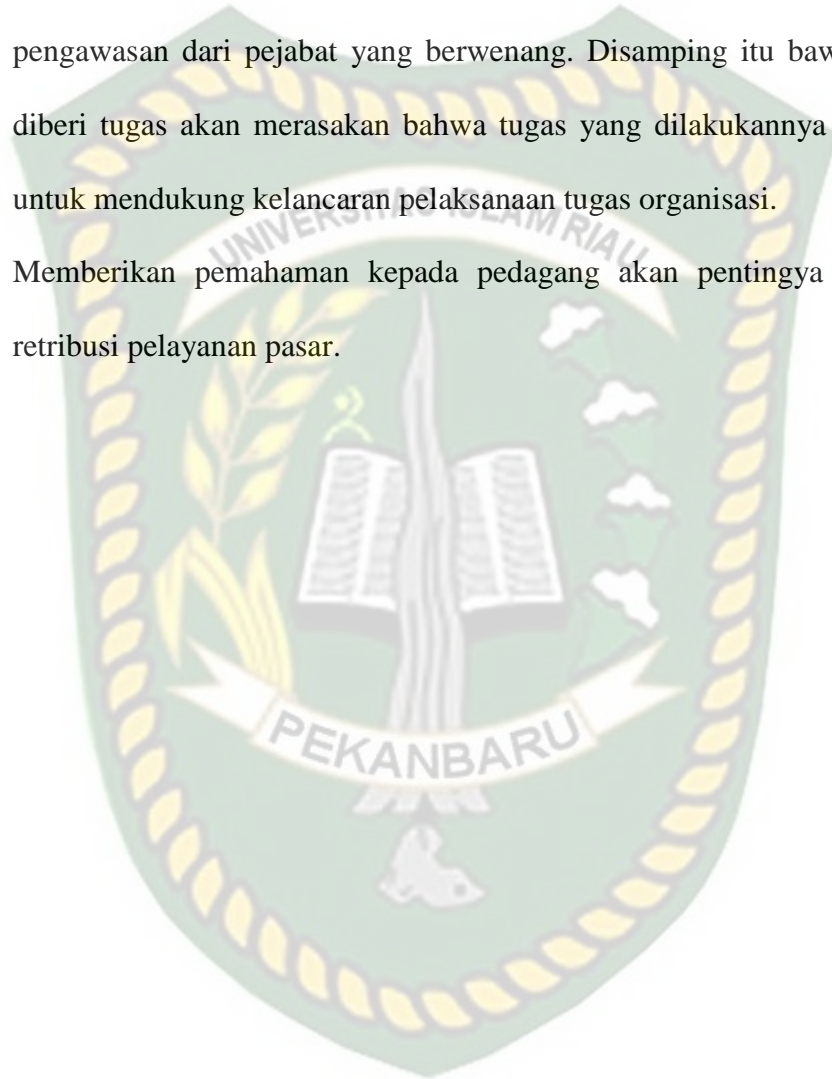 pengawasan dari pejabat yang berwenang. Disamping itu
diberi tugas akan merasakan bahwa tugas yang dilakukannya
untuk mendukung kelancaran pelaksanaan tugas organisasi.
UNIVERSITAS ISLAM RIAU
Memberikan pemahaman kepada pedagang akan pentingya
retribusi pelayanan pasar.
PEKANBARU